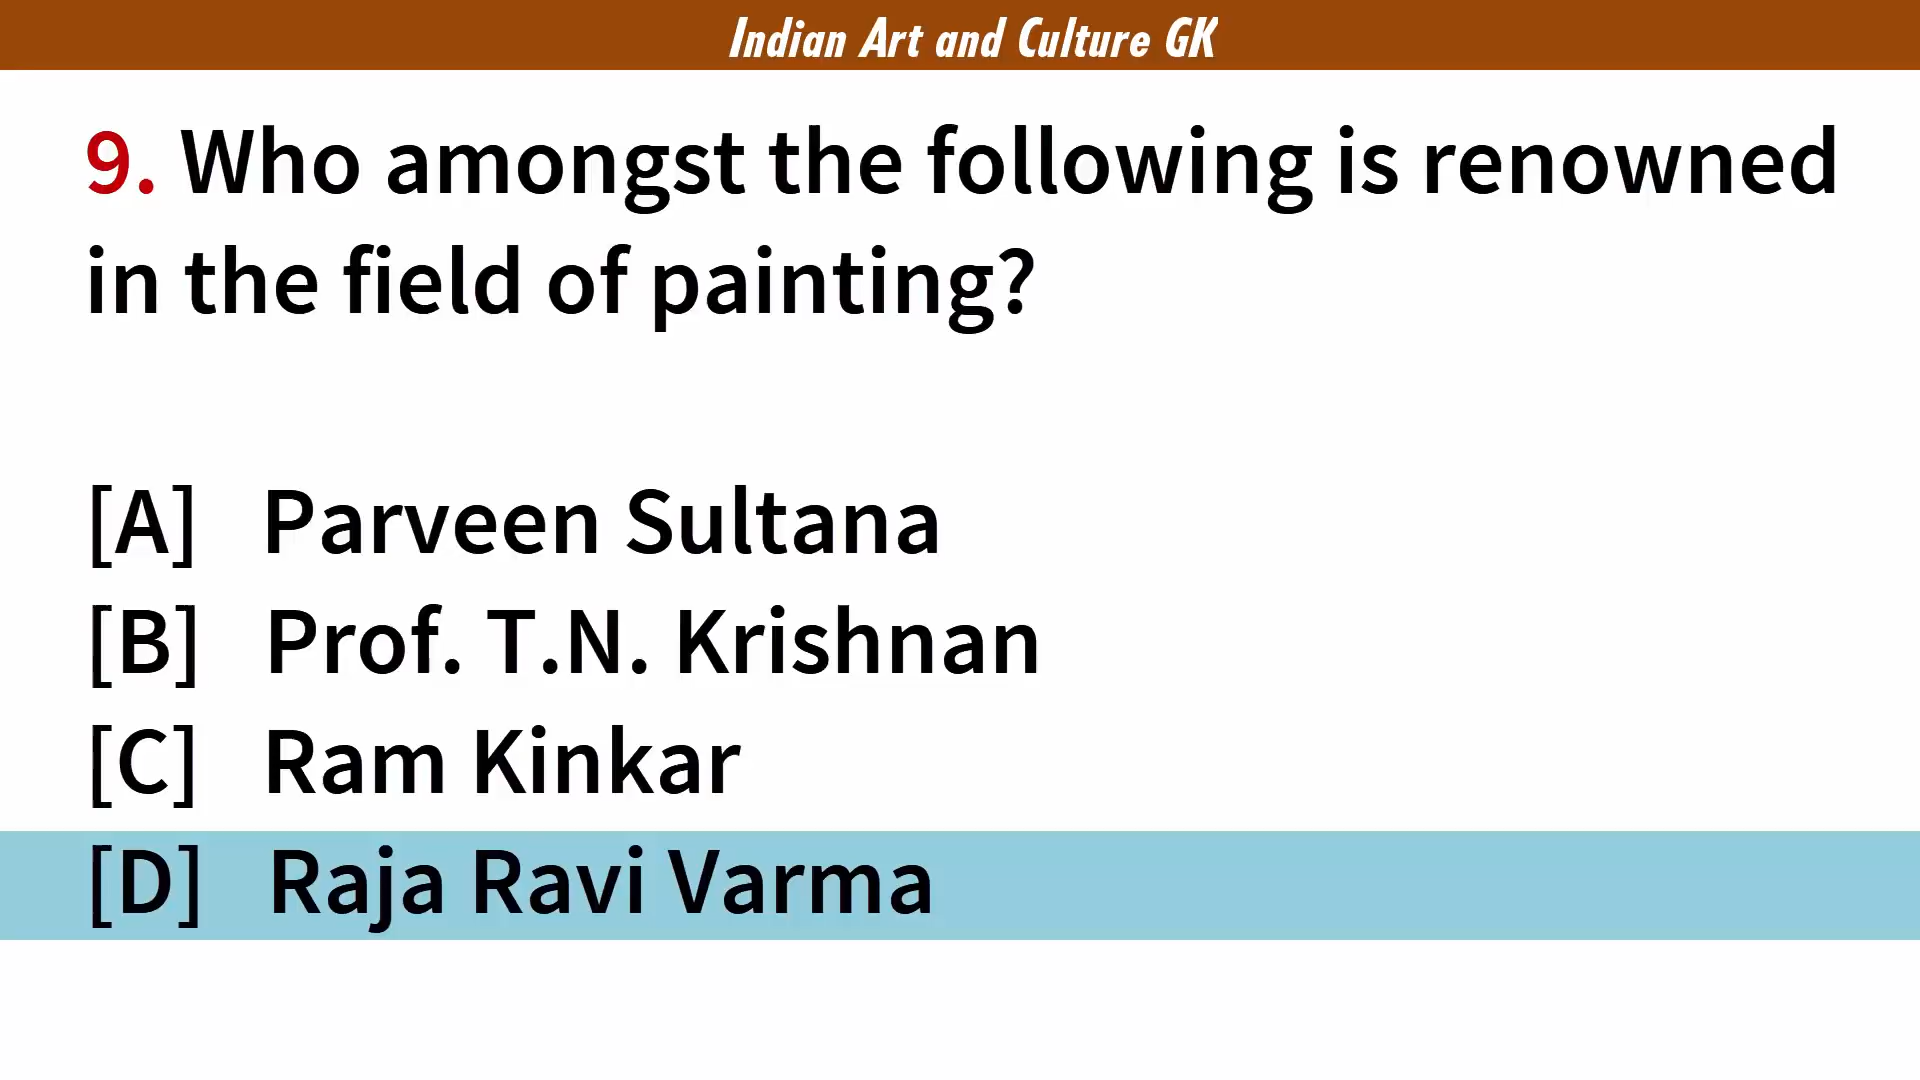 Indian Art and Culture GK
9. Who amongst the following is renowned
in the field of painting?
[A] Parveen Sultana
[B] Prof. T.N. Krishnan
[C] Ram Kinkar
[D] Raja Ravi Varma